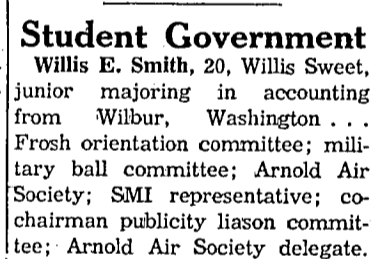 Student Government
Willis E. Smith, 20, Willis Sweet,
junior majoring in accounting
from Wilbur, Washington . . .
Frosh orientation committee; mili-
tary ball committee; Arnold Air
Society; SMI representative; co-
chairman publicity liason commit-
tee; Arnold Air Society delegate.